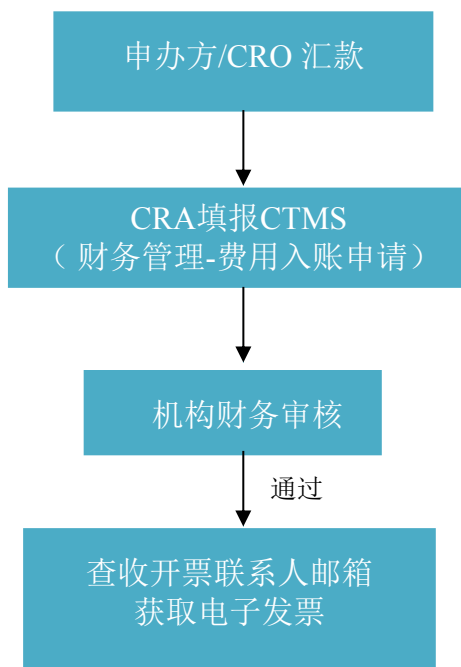 申办方/CRO 汇款
CRA填报CTMS
（ 财务管理-费用入账申请）
机构财务审核
通过
查收开票联系人邮箱
获取电子发票